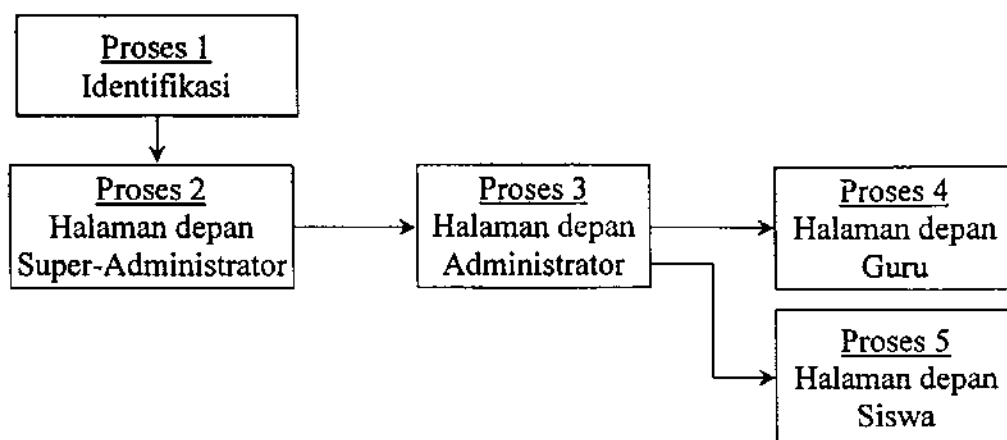 Proses 1
Identifikasi
Proses 2
Halaman depan
Super-Administrator
Proses 3
Halaman depan
Administrator
Proses 4
Halaman depan
Guru
Proses 5
Halaman depan
Siswa